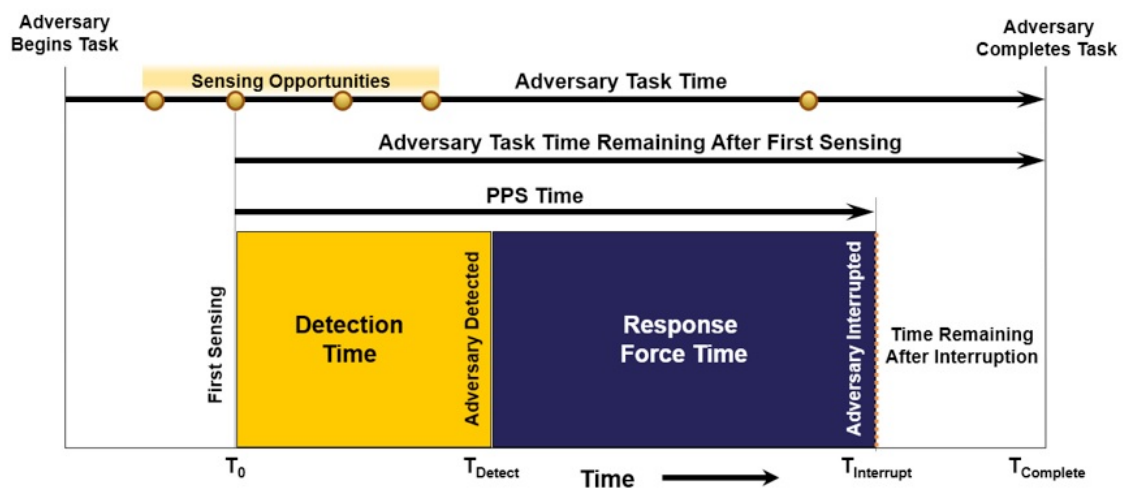 Adversary
Begins Task
Adversary
Completes Task
Sensing Opportunities
Adversary Task Time
Adversary Task Time Remaining After First Sensing
PPS Time
First Sensing
Detection
Time
Adversary Detected
Response
Force Time
Adversary Interrupted
Time Remaining
After Interruption
T0
TDetect
Time
TInterrupt
TComplete